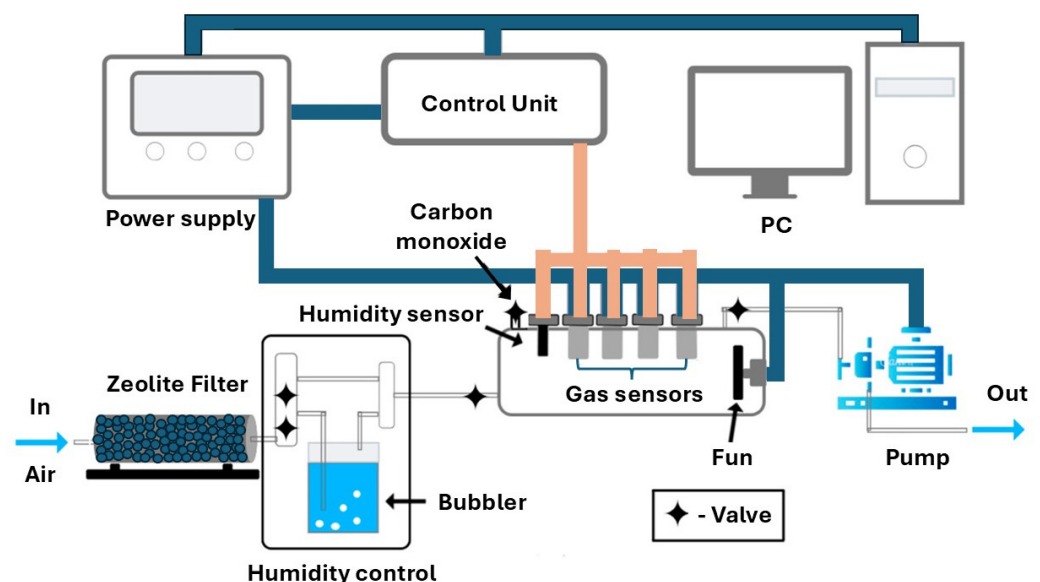 Control Unit
Power supply
PC
Carbon
monoxide
Humidity sensor
Zeolite Filter
Gas sensors
In
Air
Out
Fun
Pump
Bubbler
- Valve
Humidity control